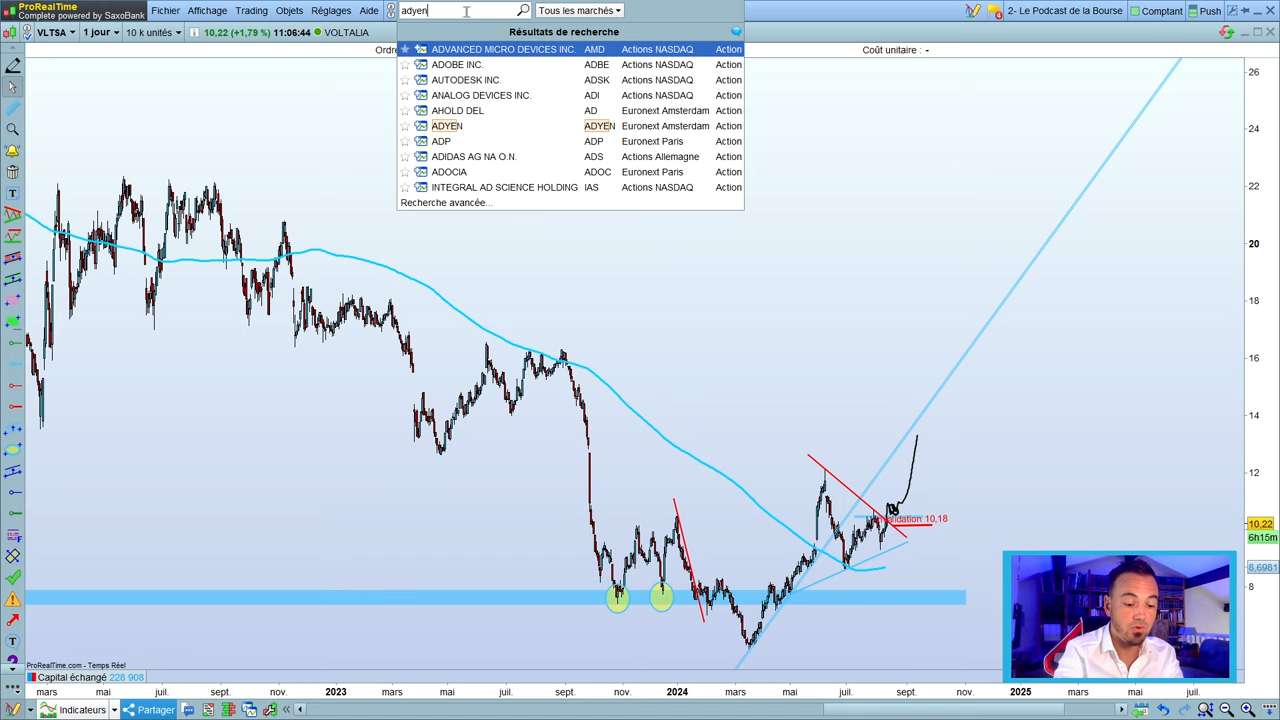 ProRealTime
Complete powered by SaxoBank
Fichier Affichage Trading Objets Réglages Aide
adyen
Tous les marchés
2- Le Podcast de la Bourse
Comptant
Push
VLTSA
1 jour
10 k unités
10,22 (+1,79 %) 11:06:44
VOLTALIA
Résultats de recherche
ADVANCED MICRO DEVICES INC. AMD Actions NASDAQ Action
ADOBE INC. ADBE Actions NASDAQ Action
AUTODESK INC. ADSK Actions NASDAQ Action
ANALOG DEVICES INC. ADI Actions NASDAQ Action
AHOLD DEL AD Euronext Amsterdam Action
ADYEN ADYEN Euronext Amsterdam Action
ADP ADP Euronext Paris Action
ADIDAS AG NA O.N. ADS Actions Allemagne Action
ADOCIA ADOC Euronext Paris Action
INTEGRAL AD SCIENCE HOLDING IAS Actions NASDAQ Action
Recherche avancée...
Ordre
Coût unitaire : -
26
24
22
20
18
16
14
12
10,22
6h15m
8,6981
8
10,18
ProRealTime.com - Temps Réel
Capital échangé 228 908
mars mai juil. sept. nov. 2023 mars mai juil. sept. nov. 2024 mars mai juil. sept. nov. 2025 mars mai juil.
Indicateurs
Partager